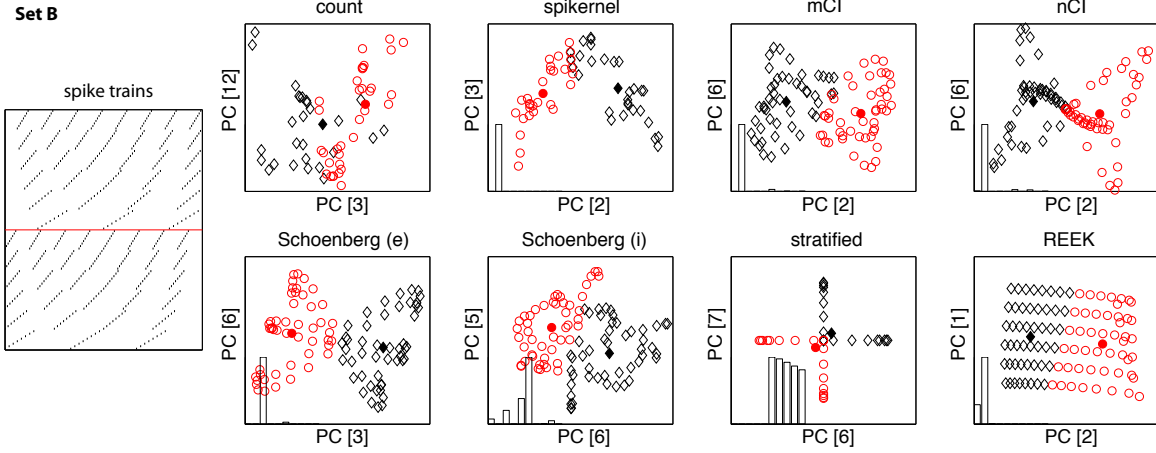 Set B
spike trains
count
PC [12]
PC [3]
spikernel
PC [3]
PC [2]
mCI
PC [6]
PC [2]
nCI
PC [6]
PC [2]
Schoenberg (e)
PC [6]
PC [3]
Schoenberg (i)
PC [5]
PC [6]
stratified
PC [7]
PC [6]
REEK
PC [1]
PC [2]